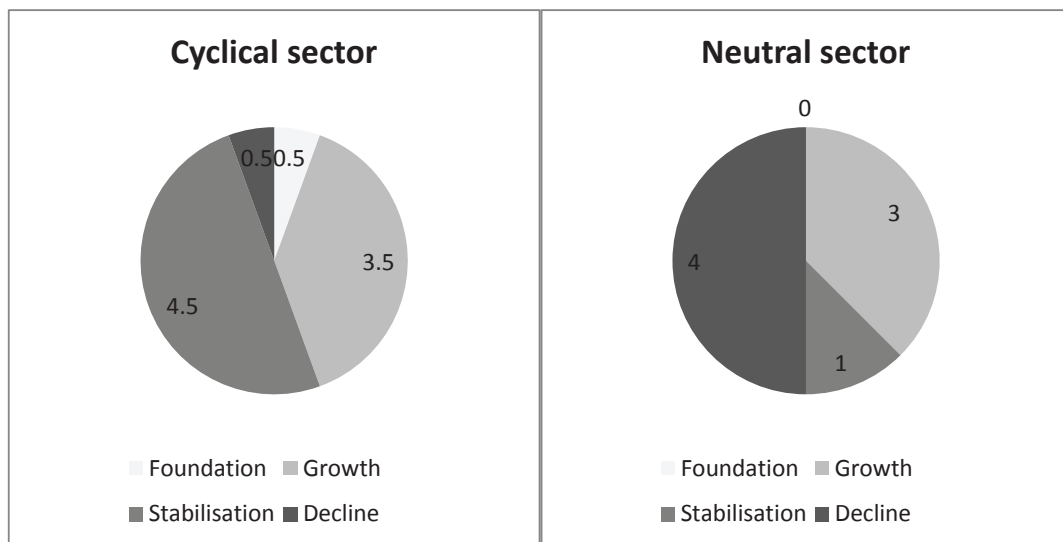 Cyclical sector
0.5 0.5
3.5
4.5
Foundation Growth
Stabilisation Decline
Neutral sector
0
3
4
1
Foundation Growth
Stabilisation Decline